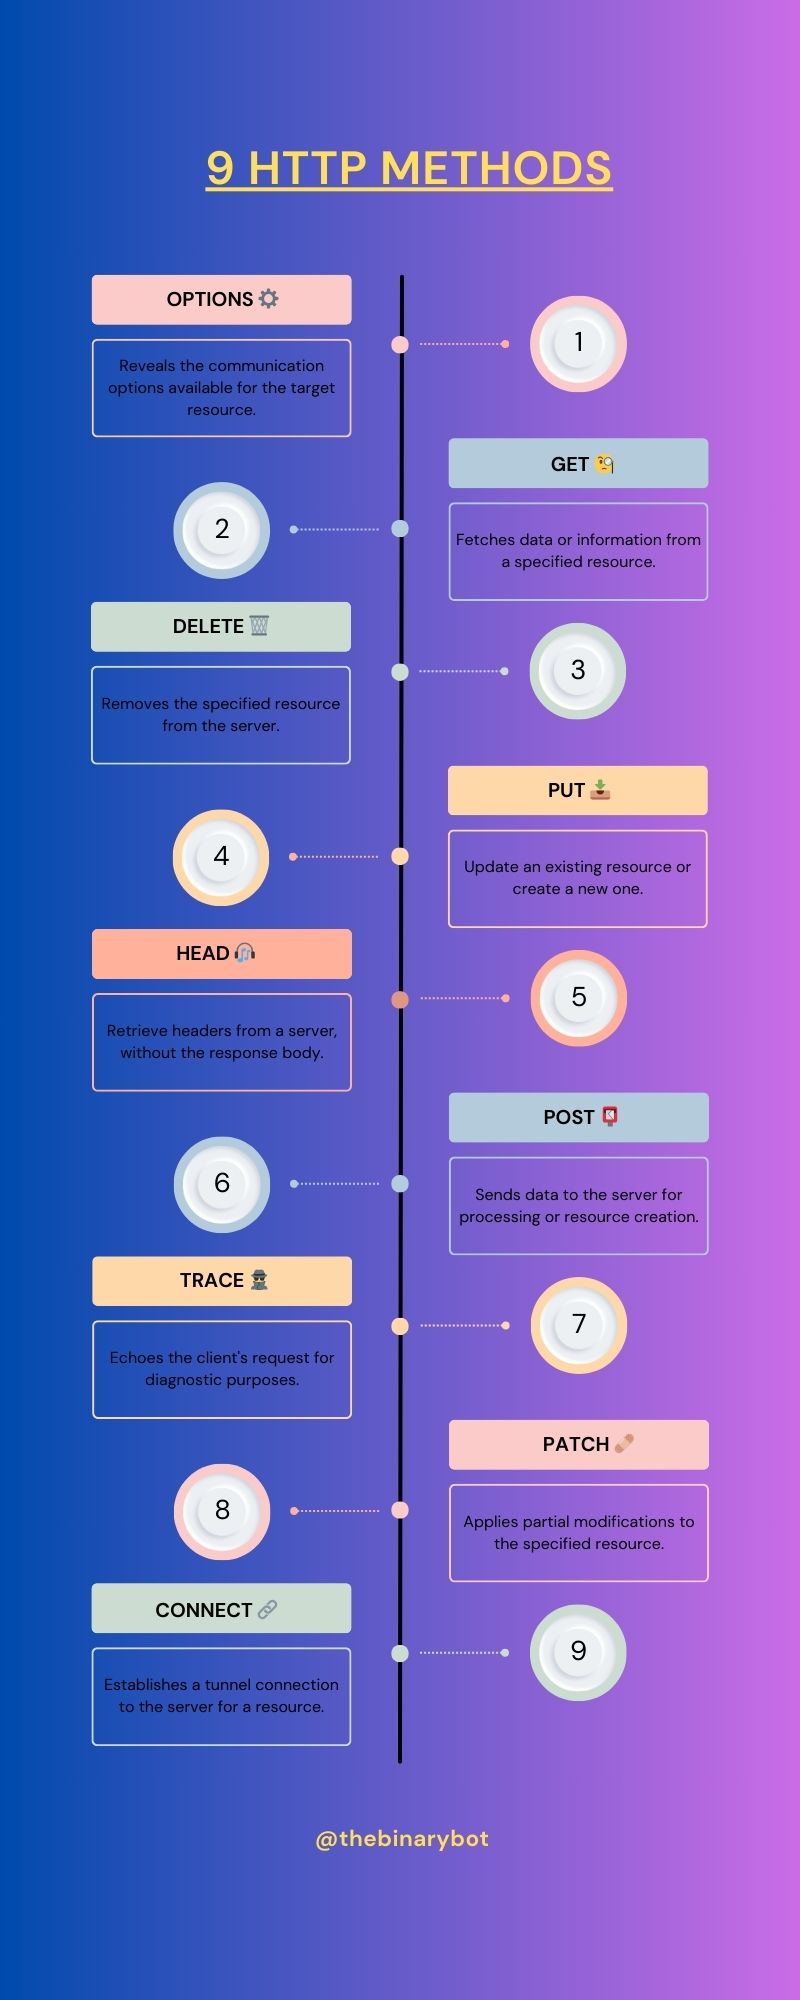 9 HTTP METHODS
OPTIONS ⚙️
1
Reveals the communication
options available for the target
resource.
GET 🧐
2
Fetches data or information from
a specified resource.
DELETE 🗑️
3
Removes the specified resource
from the server.
PUT 📥
4
Update an existing resource or
create a new one.
HEAD 🎧
5
Retrieve headers from a server,
without the response body.
POST 📮
6
Sends data to the server for
processing or resource creation.
TRACE 🕵️
7
Echoes the client's request for
diagnostic purposes.
PATCH 🩹
8
Applies partial modifications to
the specified resource.
CONNECT 🔗
9
Establishes a tunnel connection
to the server for a resource.
@thebinarybot